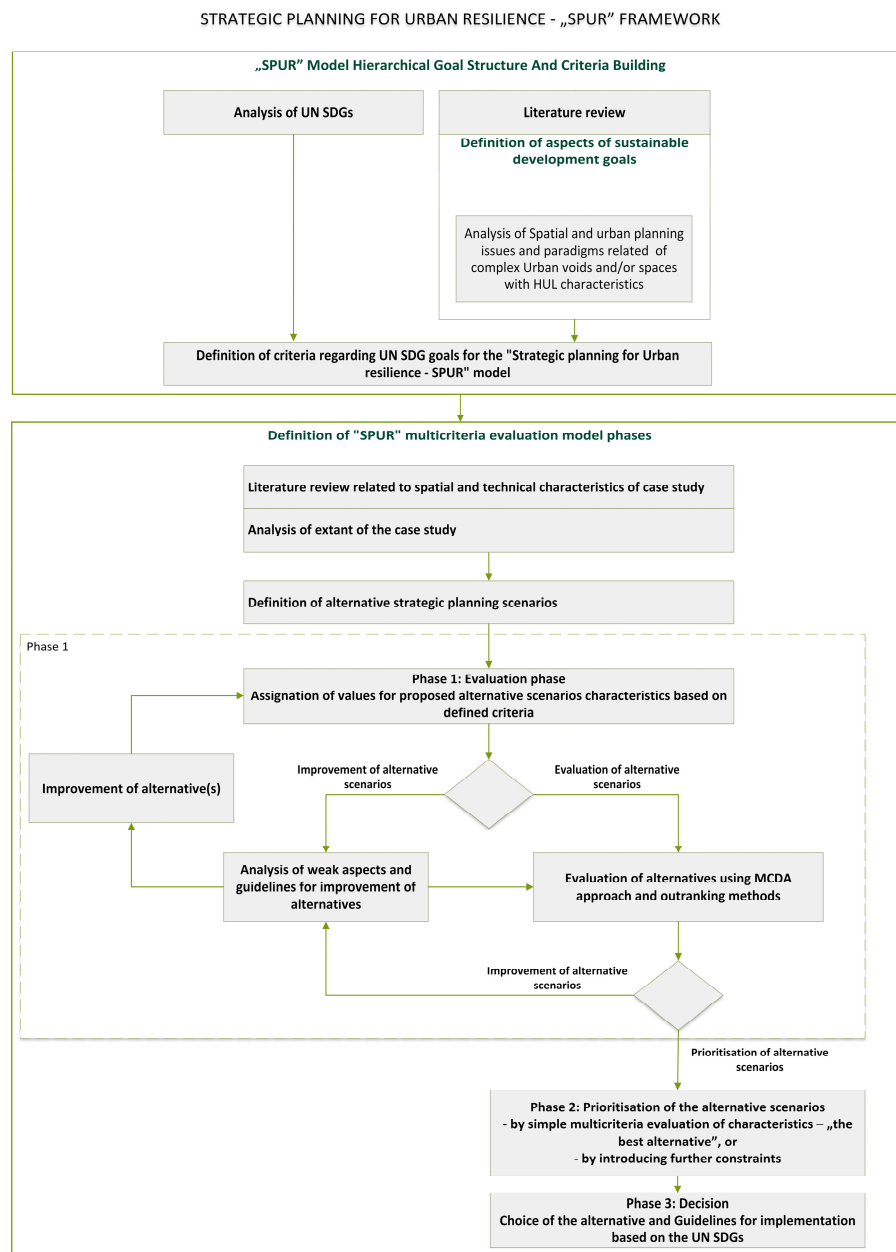 STRATEGIC PLANNING FOR URBAN RESILIENCE - „SPUR” FRAMEWORK
„SPUR” Model Hierarchical Goal Structure And Criteria Building
Analysis of UN SDGs
Literature review
Definition of aspects of sustainable
development goals
Analysis of Spatial and urban planning
issues and paradigms related of
complex Urban voids and/or spaces
with HUL characteristics
Definition of criteria regarding UN SDG goals for the "Strategic planning for Urban
resilience - SPUR" model
Definition of "SPUR" multicriteria evaluation model phases
Literature review related to spatial and technical characteristics of case study
Analysis of extant of the case study
Definition of alternative strategic planning scenarios
Phase 1
Phase 1: Evaluation phase
Assignation of values for proposed alternative scenarios characteristics based on
defined criteria
Improvement of alternative(s)
Improvement of alternative
scenarios
Evaluation of alternative
scenarios
Analysis of weak aspects and
guidelines for improvement of
alternatives
Evaluation of alternatives using MCDA
approach and outranking methods
Improvement of alternative
scenarios
Prioritisation of alternative
scenarios
Phase 2: Prioritisation of the alternative scenarios
- by simple multicriteria evaluation of characteristics – „the
best alternative”, or
- by introducing further constraints
Phase 3: Decision
Choice of the alternative and Guidelines for implementation
based on the UN SDGs